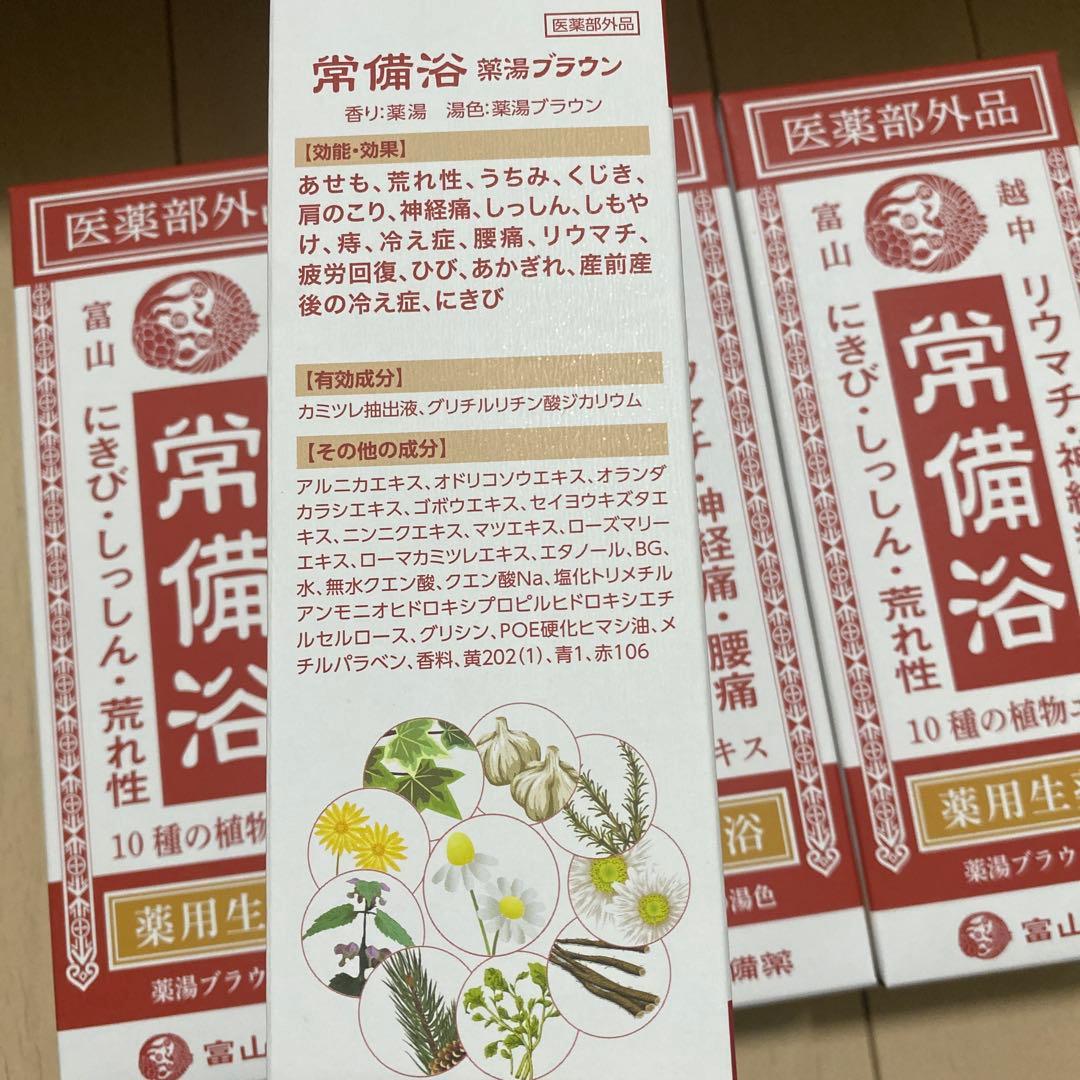 医薬部外品
常備浴 薬湯ブラウン
香り:薬湯 湯色:薬湯ブラウン
【効能・効果】
あせも、荒れ性、うちみ、くじき、
肩のこり、神経痛、しっしん、しもや
け、痔、冷え症、腰痛、リウマチ、
疲労回復、ひび、あかぎれ、産前産
後の冷え症、にきび
【有効成分】
カミツレ抽出液、グリチルリチン酸ジカリウム
【その他の成分】
アルニカエキス、オドリコソウエキス、オランダ
カラシエキス、ゴボウエキス、セイヨウキズタエ
キス、ニンニクエキス、マツエキス、ローズマリー
エキス、ローマカミツレエキス、エタノール、BG、
水、無水クエン酸、クエン酸Na、塩化トリメチル
アンモニオヒドロキシプロピルヒドロキシエチ
ルセルロース、グリシン、POE硬化ヒマシ油、メ
チルパラベン、香料、黄202(1)、青1、赤106
医薬部外品
富山
常備浴
にきび・しっしん・荒れ性
10種の植物
薬用生
薬湯ブラウ
富山
マチ・神経痛・腰痛
キス
浴
湯色
備薬
医薬部外品
越中
富山
リウマチ・神経
常備浴
にきび・しっしん・荒れ性
10種の植物エ
薬用生
薬湯ブラウ
富山